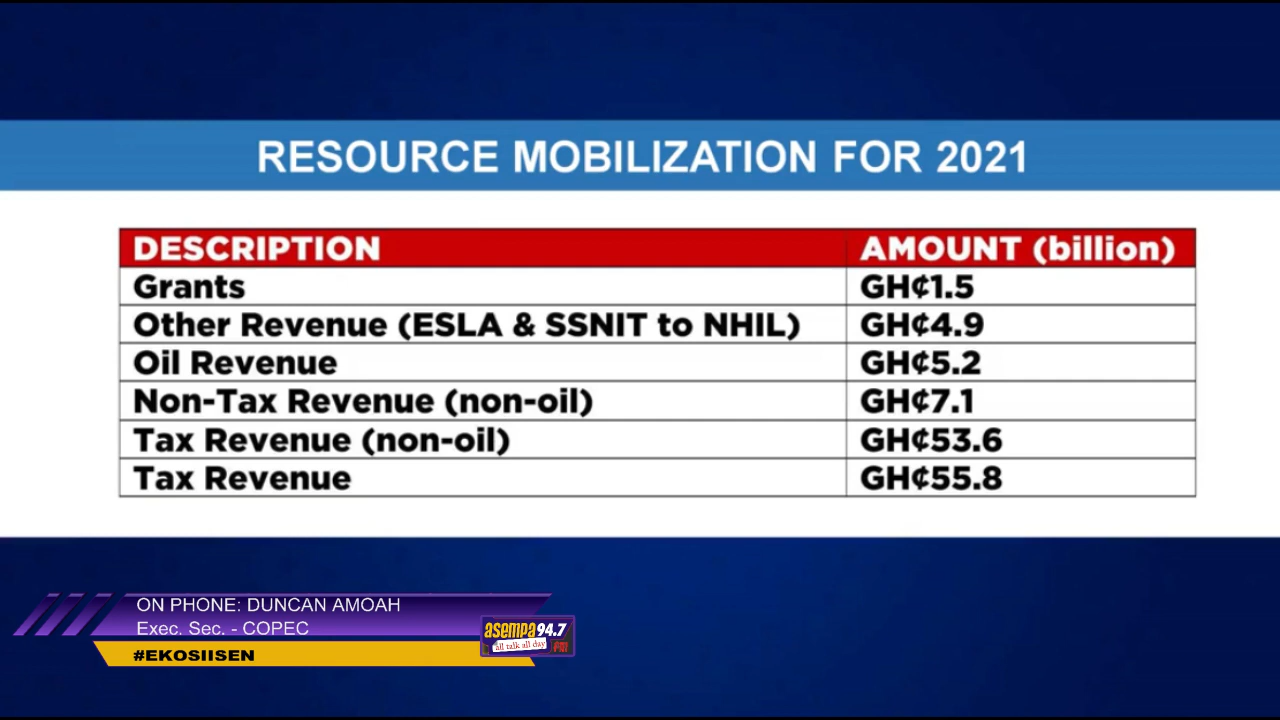 RESOURCE MOBILIZATION FOR 2021
DESCRIPTION AMOUNT (billion)
Grants GH¢1.5
Other Revenue (ESLA & SSNIT to NHIL) GH¢4.9
Oil Revenue GH¢5.2
Non-Tax Revenue (non-oil) GH¢7.1
Tax Revenue (non-oil) GH¢53.6
Tax Revenue GH¢55.8
ON PHONE: DUNCAN AMOAH
Exec. Sec. - COPEC
asempa 94.7
all talk all day FM
#EKOSIISEN